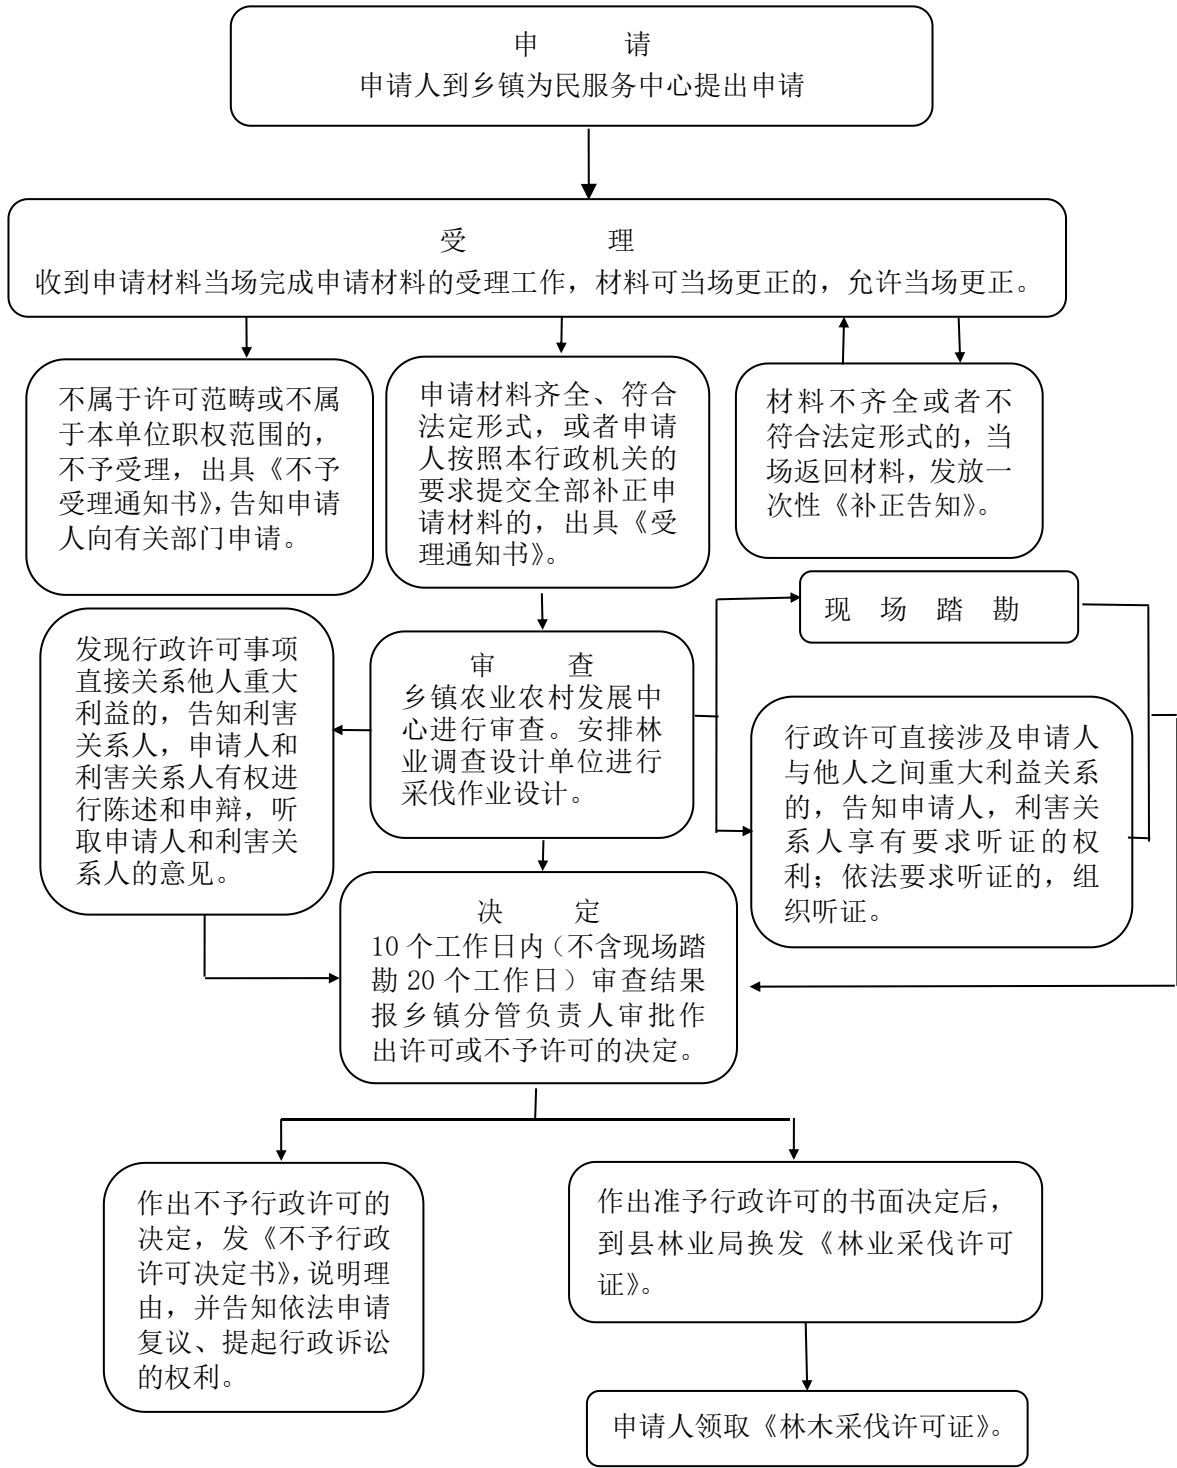 申 请
申请人到乡镇为民服务中心提出申请
受 理
收到申请材料当场完成申请材料的受理工作，材料可当场更正的，允许当场更正。
不属于许可范畴或不属
于本单位职权范围的，
不予受理，出具《不予
受理通知书》，告知申请
人向有关部门申请。
申请材料齐全、符合
法定形式，或者申请
人按照本行政机关的
要求提交全部补正申
请材料的，出具《受
理通知书》。
材料不齐全或者不
符合法定形式的，当
场返回材料，发放一
次性《补正告知》。
现 场 踏 勘
发现行政许可事项
直接关系他人重大
利益的，告知利害
关系人，申请人和
利害关系人有权进
行陈述和申辩，听
取申请人和利害关
系人的意见。
审 查
乡镇农业农村发展中
心进行审查。安排林
业调查设计单位进行
采伐作业设计。
行政许可直接涉及申请人
与他人之间重大利益关系
的，告知申请人，利害关
系人享有要求听证的权
利；依法要求听证的，组
织听证。
决 定
10个工作日内（不含现场踏
勘20个工作日）审查结果
报乡镇分管负责人审批作
出许可或不予许可的决定。
作出不予行政许可的
决定，发《不予行政
许可决定书》，说明理
由，并告知依法申请
复议、提起行政诉讼
的权利。
作出准予行政许可的书面决定后，
到县林业局换发《林业采伐许可
证》。
申请人领取《林木采伐许可证》。